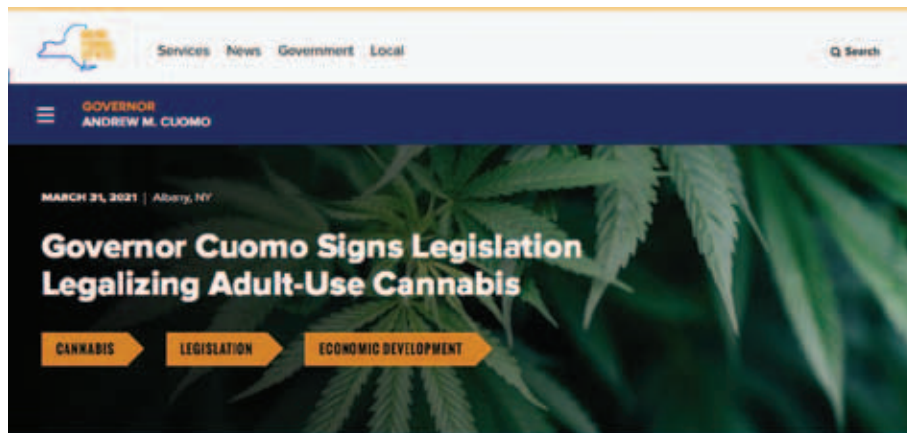 Services News Government Local
Search
GOVERNOR
ANDREW M. CUOMO
MARCH 31, 2021 | Albany, NY
Governor Cuomo Signs Legislation
Legalizing Adult-Use Cannabis
CANNABIS
LEGISLATION
ECONOMIC DEVELOPMENT